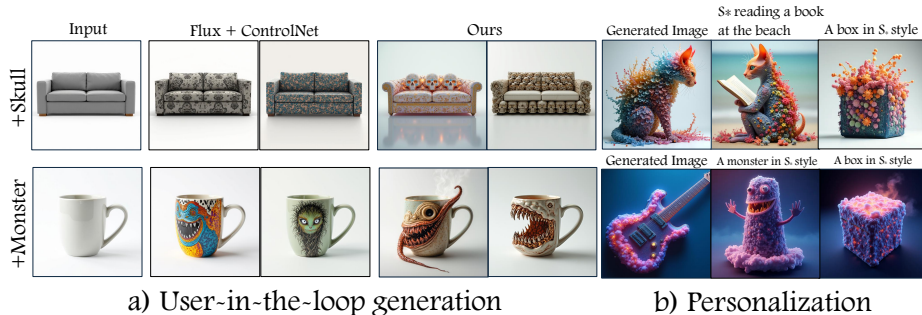 Input
Flux + ControlNet
Ours
+Skull
+Monster
a) User-in-the-loop generation
S* reading a book
at the beach
Generated Image
A box in S* style
Generated Image
A monster in S* style
A box in S* style
b) Personalization